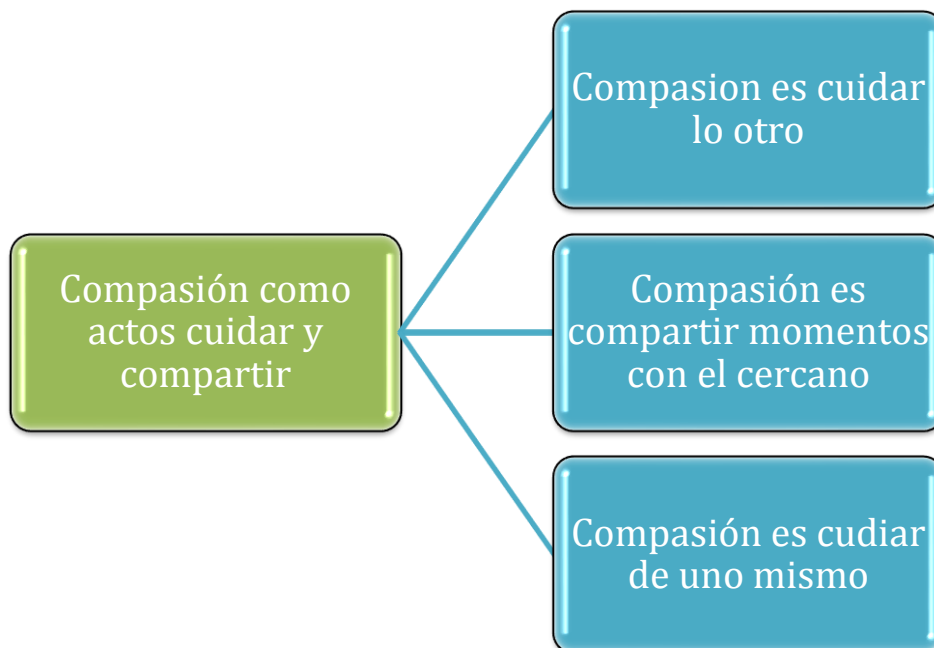 Compasion es cuidar
lo otro
Compasión como
actos cuidar y
compartir
Compasión es
compartir momentos
con el cercano
Compasión es cudiar
de uno mismo